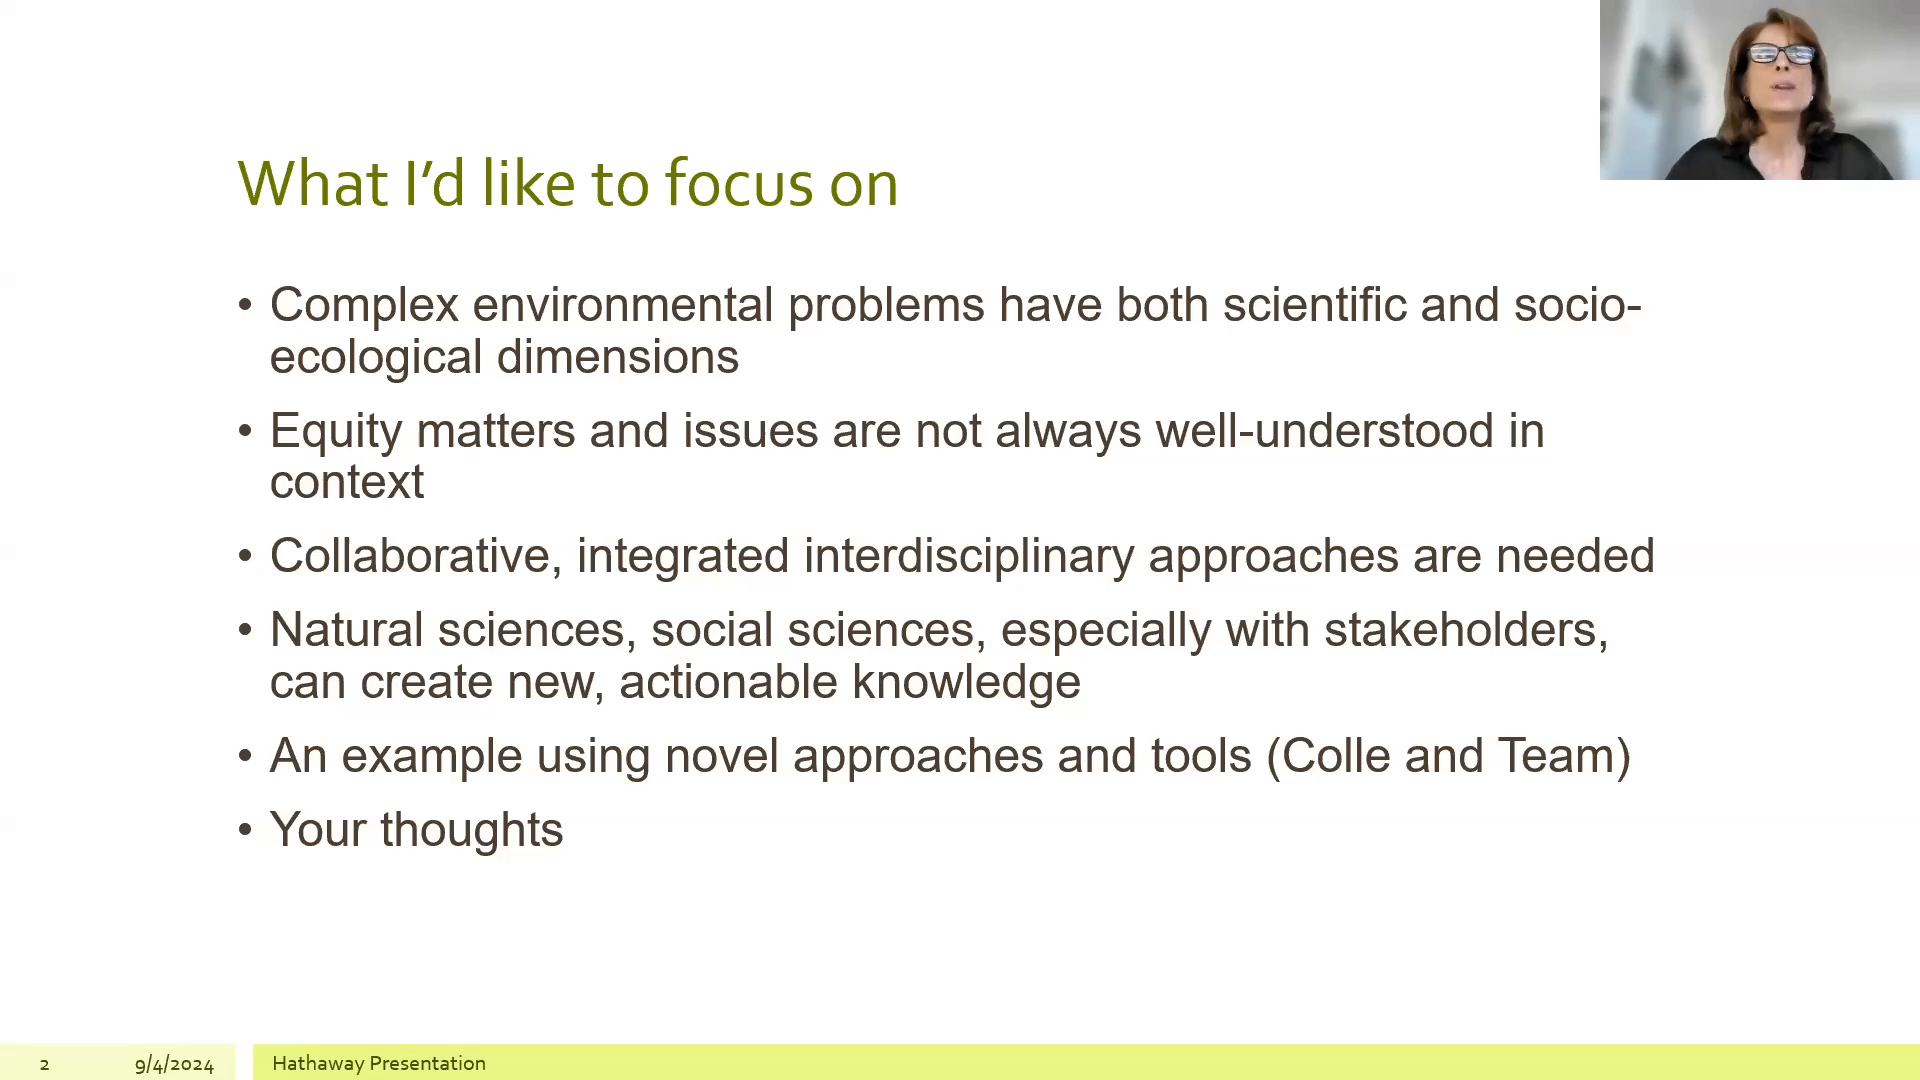 What I’d like to focus on
• Complex environmental problems have both scientific and socio-
ecological dimensions
• Equity matters and issues are not always well-understood in
context
• Collaborative, integrated interdisciplinary approaches are needed
• Natural sciences, social sciences, especially with stakeholders,
can create new, actionable knowledge
• An example using novel approaches and tools (Colle and Team)
• Your thoughts
2 9/4/2024 Hathaway Presentation